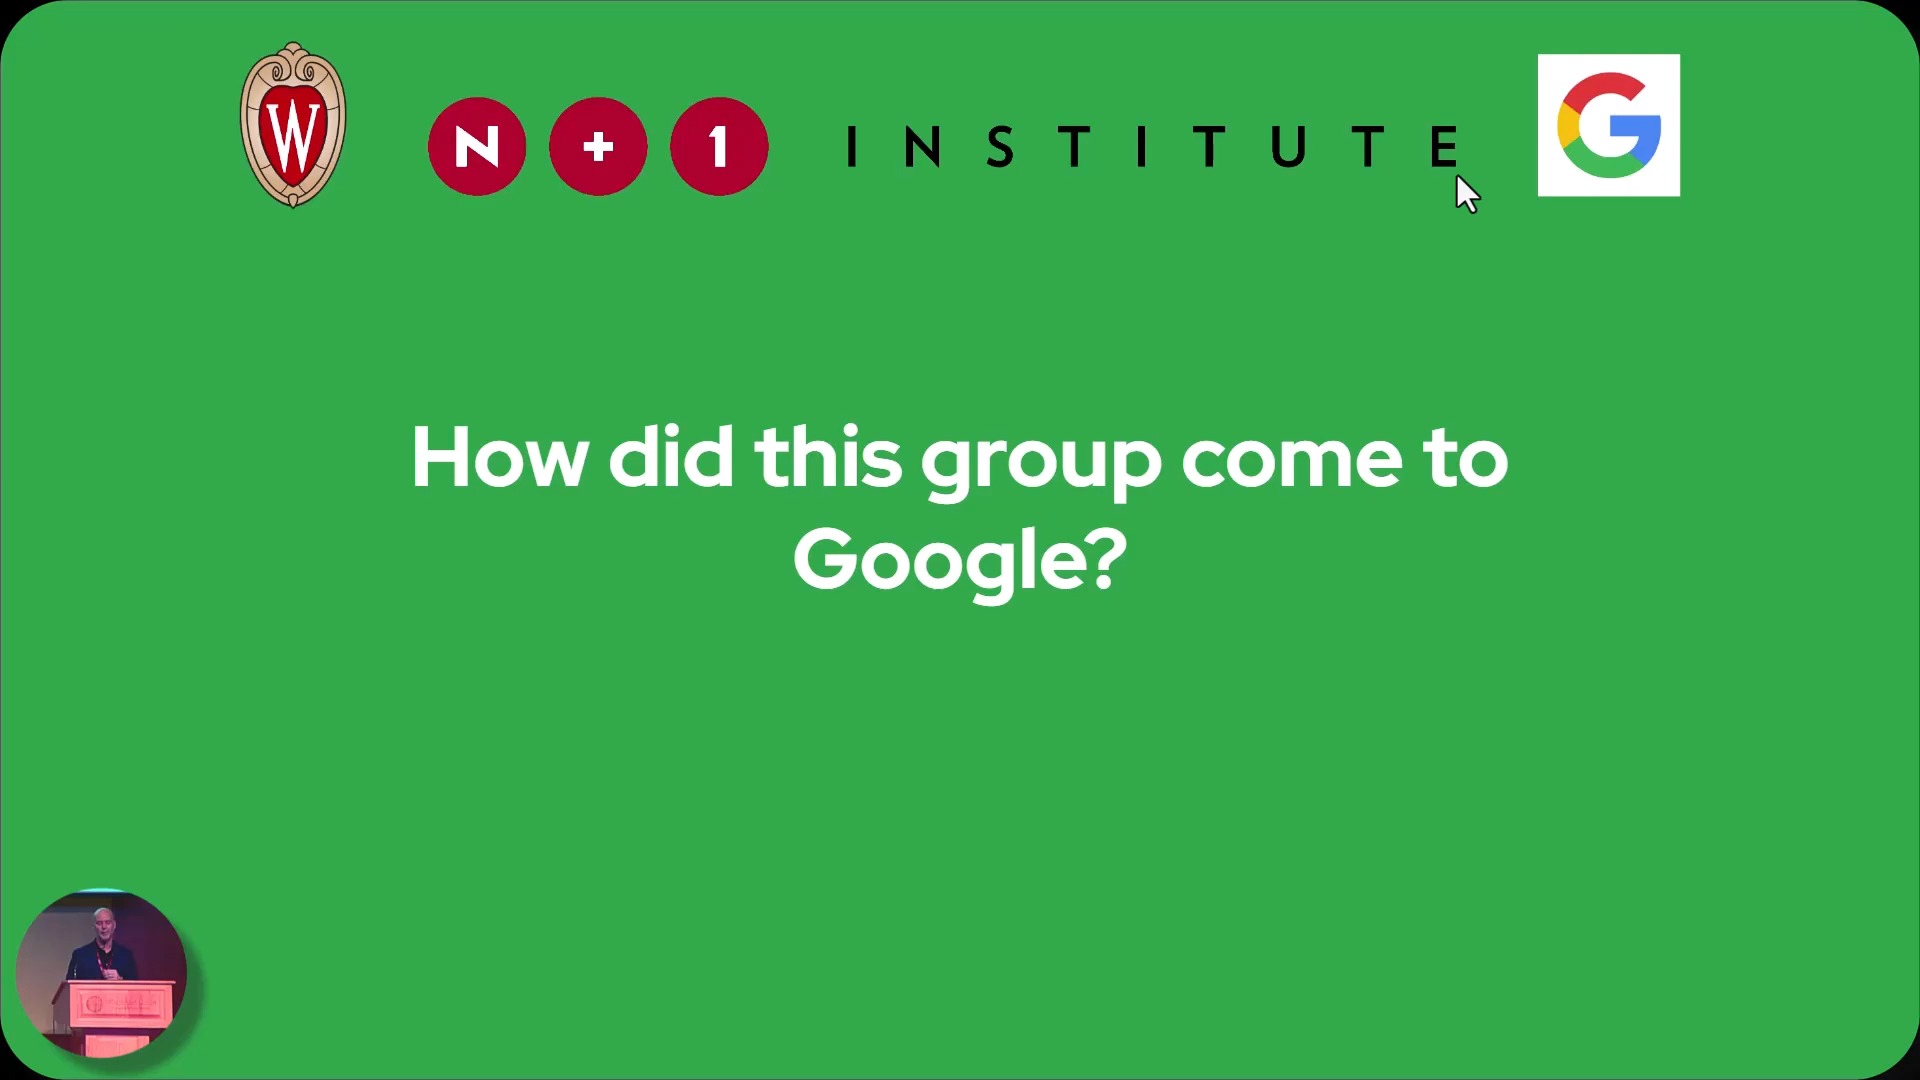 W
N + 1 INSTITUTE
G
How did this group come to
Google?